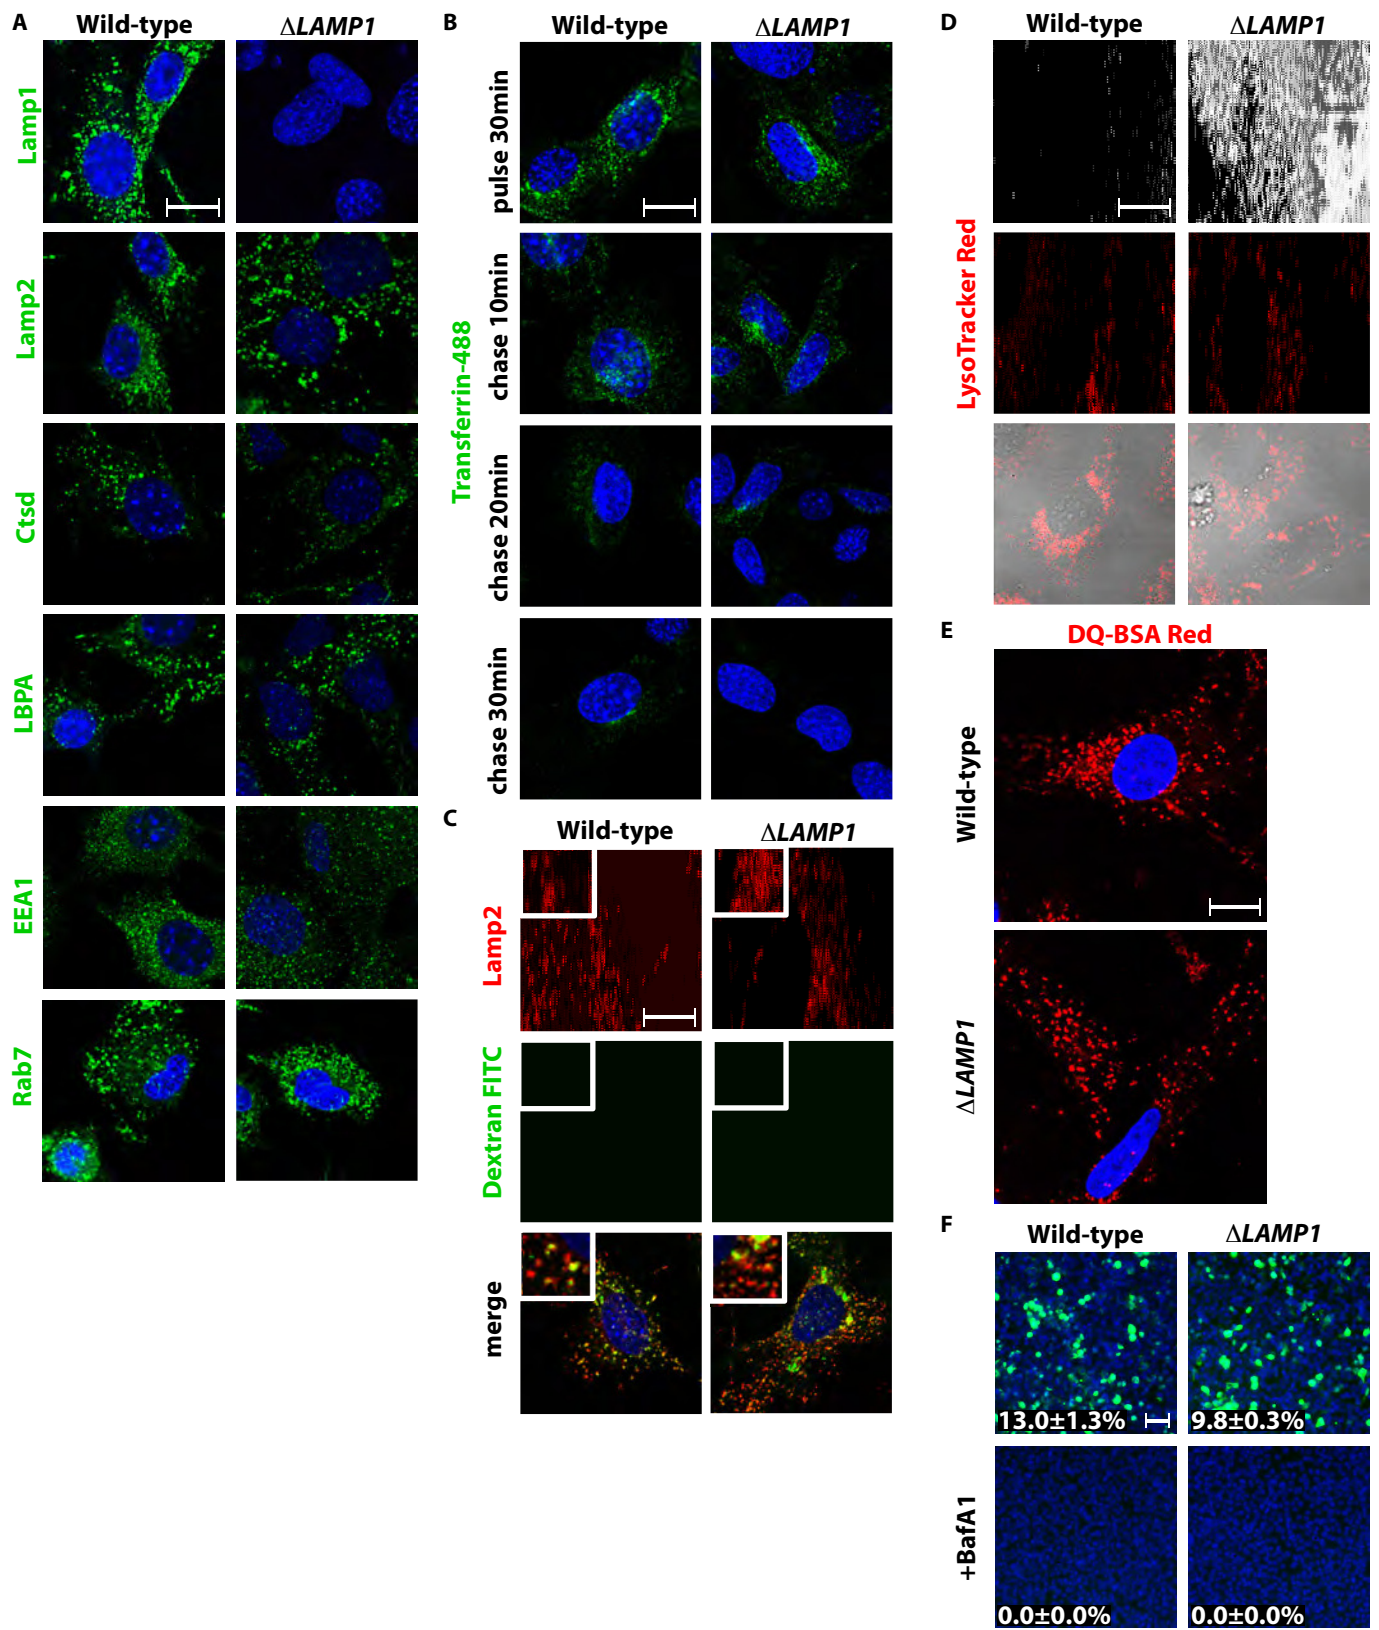 A
Wild-type
ΔLAMP1
Lamp1
Lamp2
Ctsd
LBPA
EEA1
Rab7
B
Wild-type
ΔLAMP1
Transferrin-488
pulse 30min
chase 10min
chase 20min
chase 30min
C
Wild-type
ΔLAMP1
Lamp2
Dextran FITC
merge
D
Wild-type
ΔLAMP1
LysoTracker Red
E
DQ-BSA Red
Wild-type
ΔLAMP1
F
Wild-type
ΔLAMP1
13.0±1.3%
9.8±0.3%
+BafA1
0.0±0.0%
0.0±0.0%